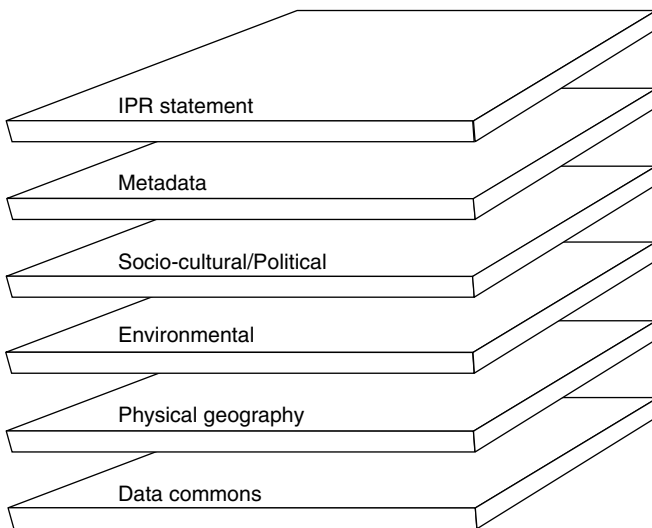 IPR statement
Metadata
Socio-cultural/Political
Environmental
Physical geography
Data commons